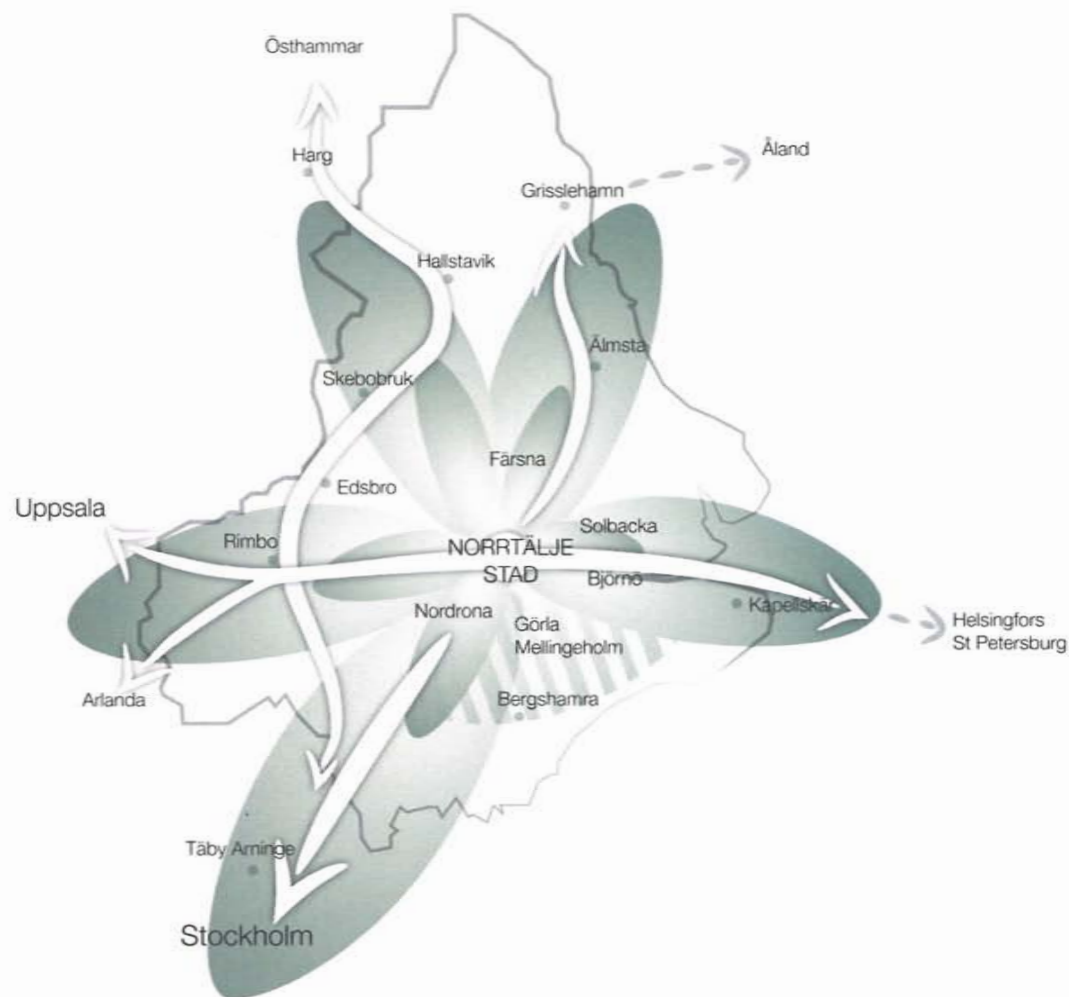 Östhammar
Harg
Åland
Grisslehamn
Hallstavik
Älmsta
Skebobruk
Färsna
Edsbro
Uppsala
Solbacka
Rimbo
NORRTÄLJE
STAD
Björnö
Kapellskär
Nordrona
Görla
Mellingeholm
Helsingfors
St Petersburg
Arlanda
Bergshamra
Täby Arninge
Stockholm